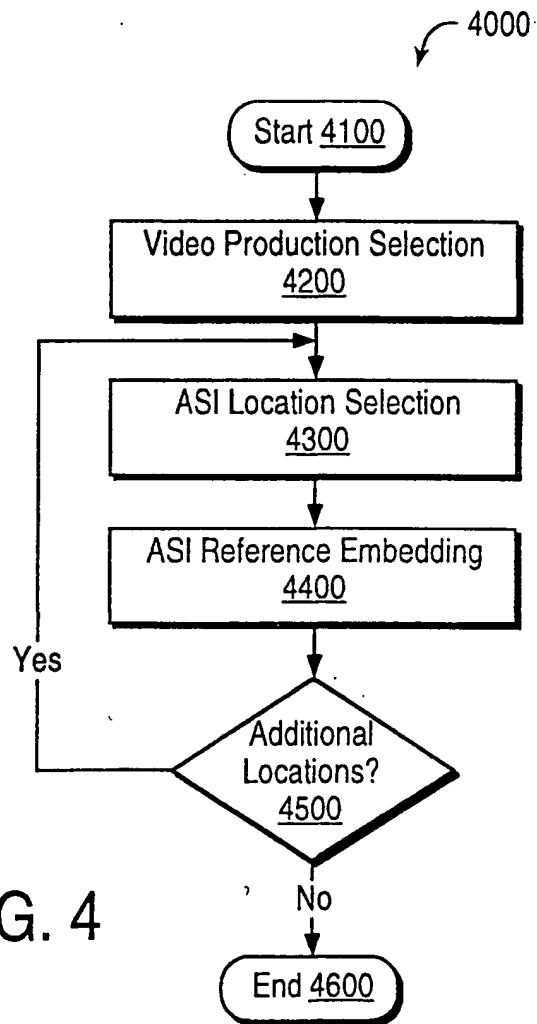 4000
Start 4100
Video Production Selection
4200
ASI Location Selection
4300
ASI Reference Embedding
4400
Yes
Additional
Locations?
4500
G. 4
No
End 4600